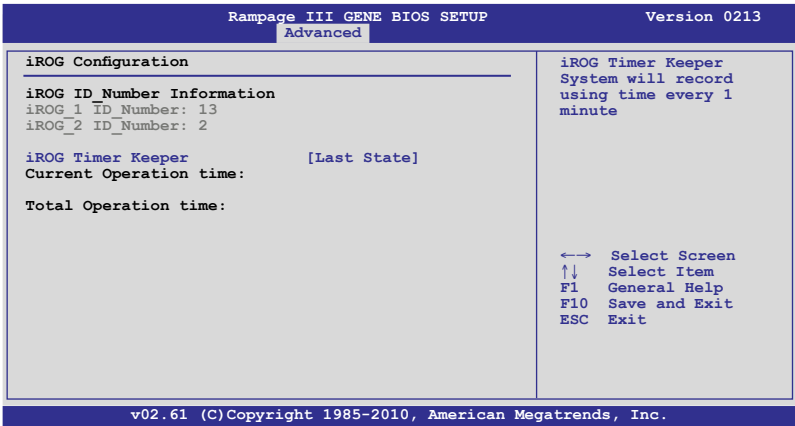 Rampage III GENE BIOS SETUP Version 0213
Advanced
iROG Configuration
iROG ID_Number Information
iROG_1 ID_Number: 13
iROG_2 ID_Number: 2
iROG Timer Keeper [Last State]
Current Operation time:
Total Operation time:
iROG Timer Keeper
System will record
using time every 1
minute
←→ Select Screen
↑↓ Select Item
F1 General Help
F10 Save and Exit
ESC Exit
v02.61 (C)Copyright 1985-2010, American Megatrends, Inc.